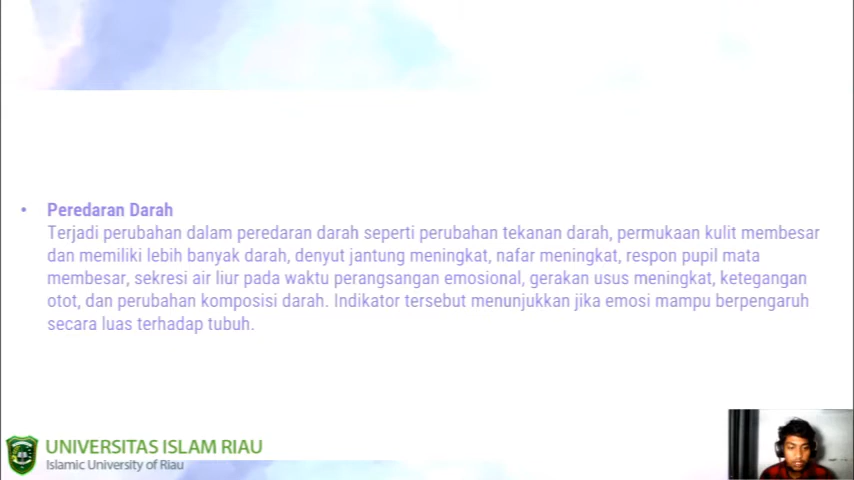 • Peredaran Darah
Terjadi perubahan dalam peredaran darah seperti perubahan tekanan darah, permukaan kulit membesar
dan memiliki lebih banyak darah, denyut jantung meningkat, nafar meningkat, respon pupil mata
membesar, sekresi air liur pada waktu perangsangan emosional, gerakan usus meningkat, ketegangan
otot, dan perubahan komposisi darah. Indikator tersebut menunjukkan jika emosi mampu berpengaruh
secara luas terhadap tubuh.
UNIVERSITAS ISLAM RIAU
Islamic University of Riau